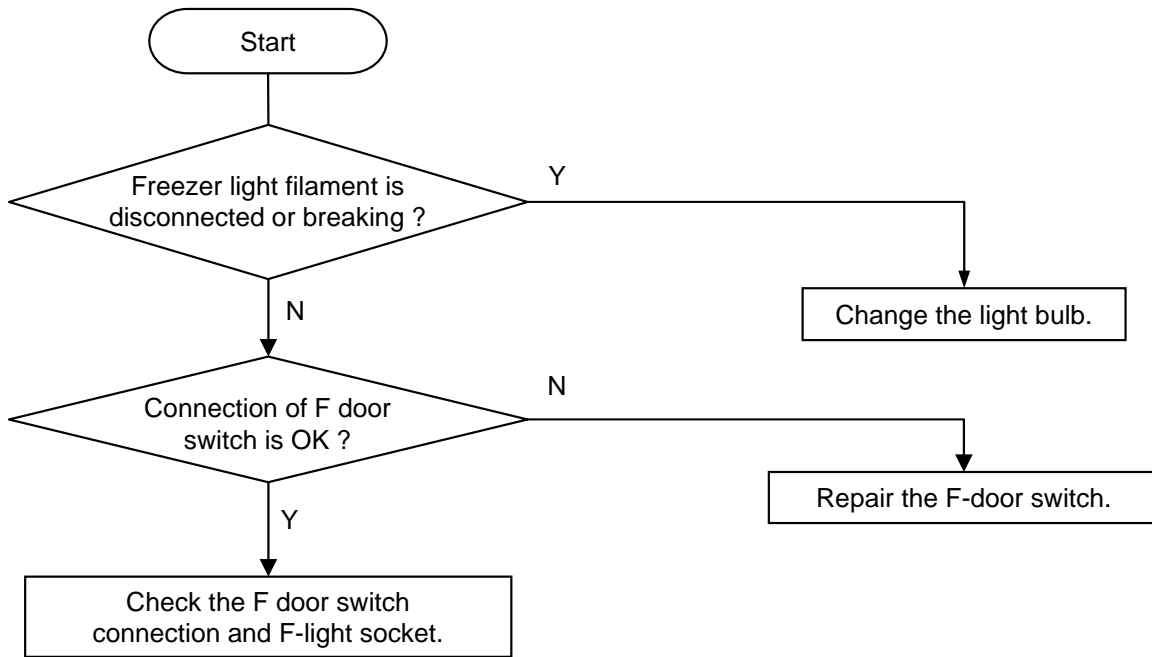 Start
Freezer light filament is
disconnected or breaking ?
Y
Change the light bulb.
N
Connection of F door
switch is OK ?
N
Repair the F-door switch.
Y
Check the F door switch
connection and F-light socket.